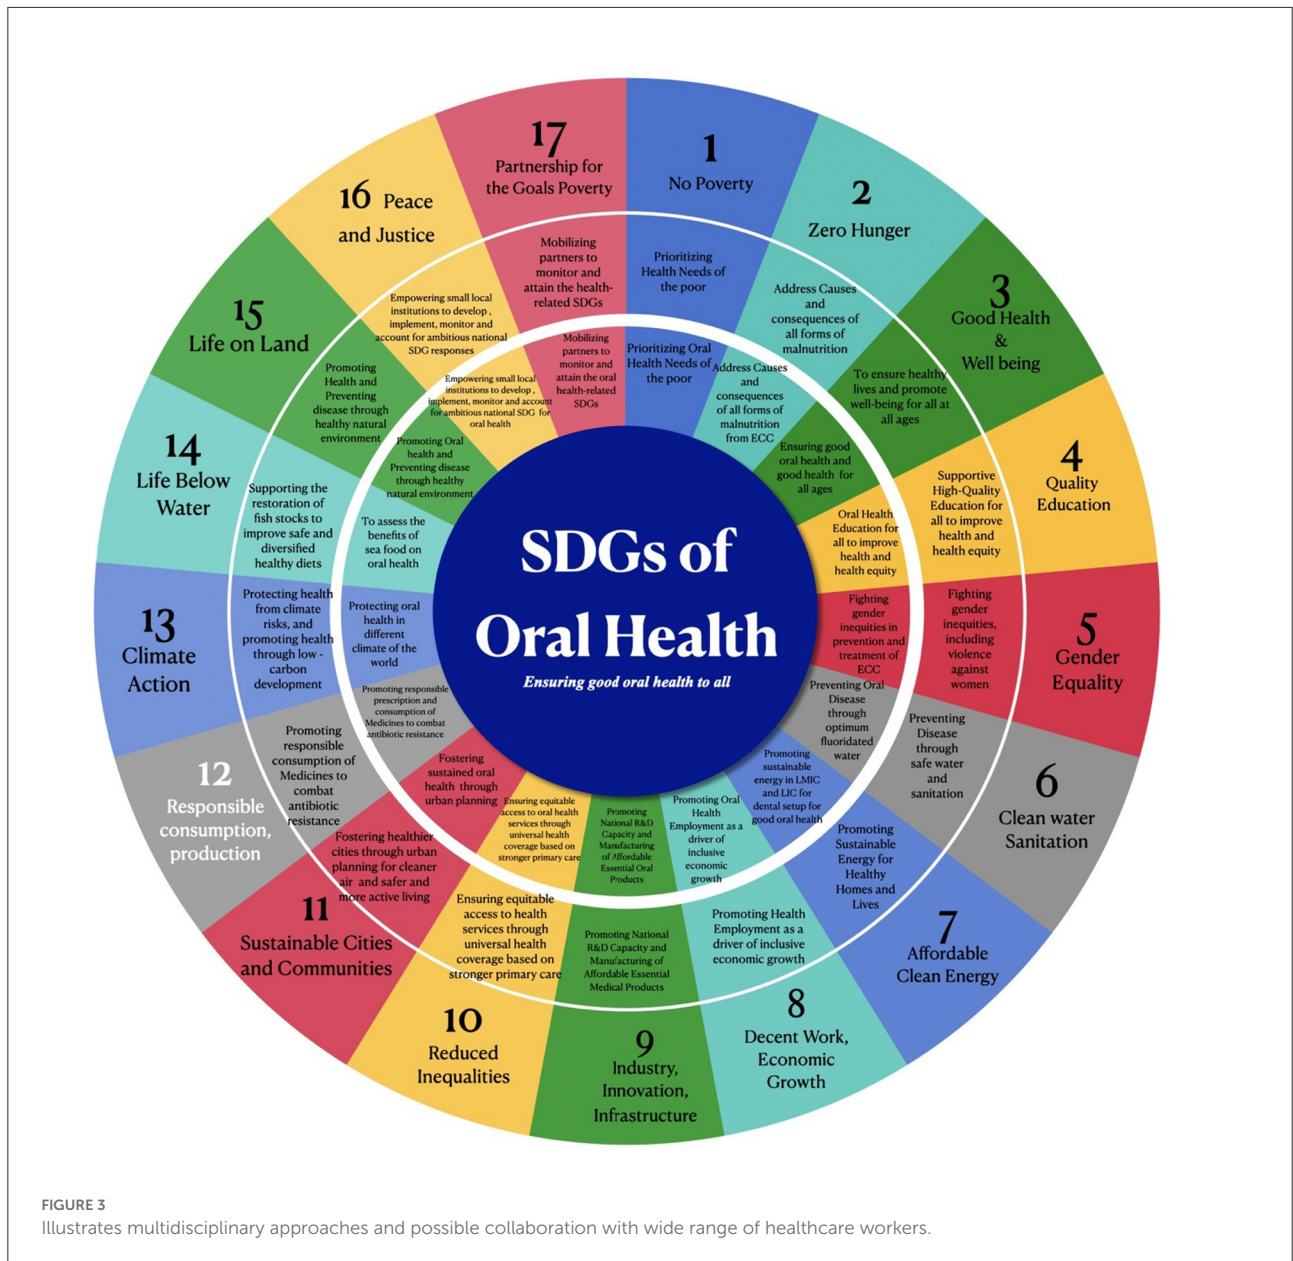 17
Partnership for
the Goals Poverty
Mobilizing
partners to
monitor and
attain the health-
related SDGs
Mobilizing
partners to
monitor and
attain the oral
health-related
SDGs
1
No Poverty
Prioritizing
Health Needs of
the poor
Prioritizing Oral
Health Needs of
the poor
2
Zero Hunger
Address Causes
and
consequences of
all forms of
malnutrition
Address Causes
and
consequences
of all forms of
malnutrition
from ECC
3
Good Health
&
Well being
To ensure healthy
lives and promote
well-being for all at
all ages
Ensuring good
oral health and
good health for
all ages
4
Quality
Education
Supportive
High-Quality
Education for
all to improve
health and
health equity
Oral Health
Education for
all to improve
health and
health equity
5
Gender
Equality
Fighting
gender
inequities,
including
violence
against
women
Fighting
gender
inequities in
prevention and
treatment of
ECC
6
Clean water
Sanitation
Preventing
Disease
through
safe water
and
sanitation
Preventing Oral
Disease
through
optimum
fluoridated
water
7
Affordable
Clean Energy
Promoting
Sustainable
Energy for
Healthy
Homes and
Lives
Promoting
sustainable
energy in LMIC
and LIC for
dental setup for
good oral health
8
Decent Work,
Economic
Growth
Promoting Health
Employment as a
driver of inclusive
economic growth
Promoting Oral
Health
Employment as a
driver of
inclusive
economic
growth
9
Industry,
Innovation,
Infrastructure
Promoting National
R&D Capacity and
Manufacturing of
Affordable Essential
Medical Products
Promoting
National R&D
Capacity and
Manufacturing
of Affordable
Essential Oral
Products
10
Reduced
Inequalities
Ensuring equitable
access to health
services through
universal health
coverage based on
stronger primary care
Ensuring equitable
access to oral health
services through
universal health
coverage based on
stronger primary care
11
Sustainable Cities
and Communities
Fostering healthier
cities through urban
planning for cleaner
air and safer and
more active living
Fostering
sustained oral
health through
urban planning
12
Responsible
consumption,
production
Promoting
responsible
consumption of
Medicines to
combat
antibiotic
resistance
Promoting responsible
prescription and
consumption of
Medicines to combat
antibiotic resistance
13
Climate
Action
Protecting health
from climate
risks, and
promoting health
through low -
carbon
development
Protecting oral
health in
different
climate of the
world
14
Life Below
Water
Supporting the
restoration of
fish stocks to
improve safe and
diversified
healthy diets
To assess the
benefits of
sea food on
oral health
15
Life on Land
Promoting
Health and
Preventing
disease through
healthy natural
environment
Promoting Oral
health and
Preventing disease
through healthy
natural environment
16 Peace
and Justice
Empowering small local
institutions to develop ,
implement, monitor and
account for ambitious national
SDG responses
Empowering small local
institutions to develop ,
implement, monitor and account
for ambitious national SDG for
oral health
SDGs of
Oral Health
Ensuring good oral health to all
FIGURE 3
Illustrates multidisciplinary approaches and possible collaboration with wide range of healthcare workers.